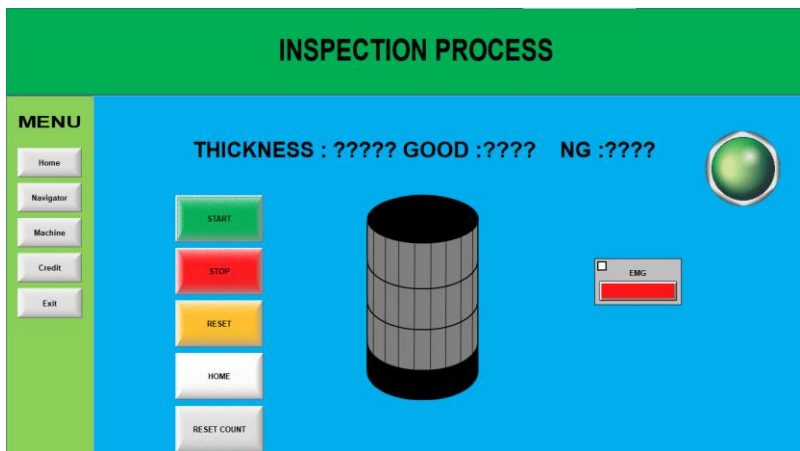 INSPECTION PROCESS
MENU
Home
Navigator
Machine
Credit
Exit
THICKNESS : ????? GOOD :???? NG :????
START
STOP
RESET
HOME
RESET COUNT
EMG